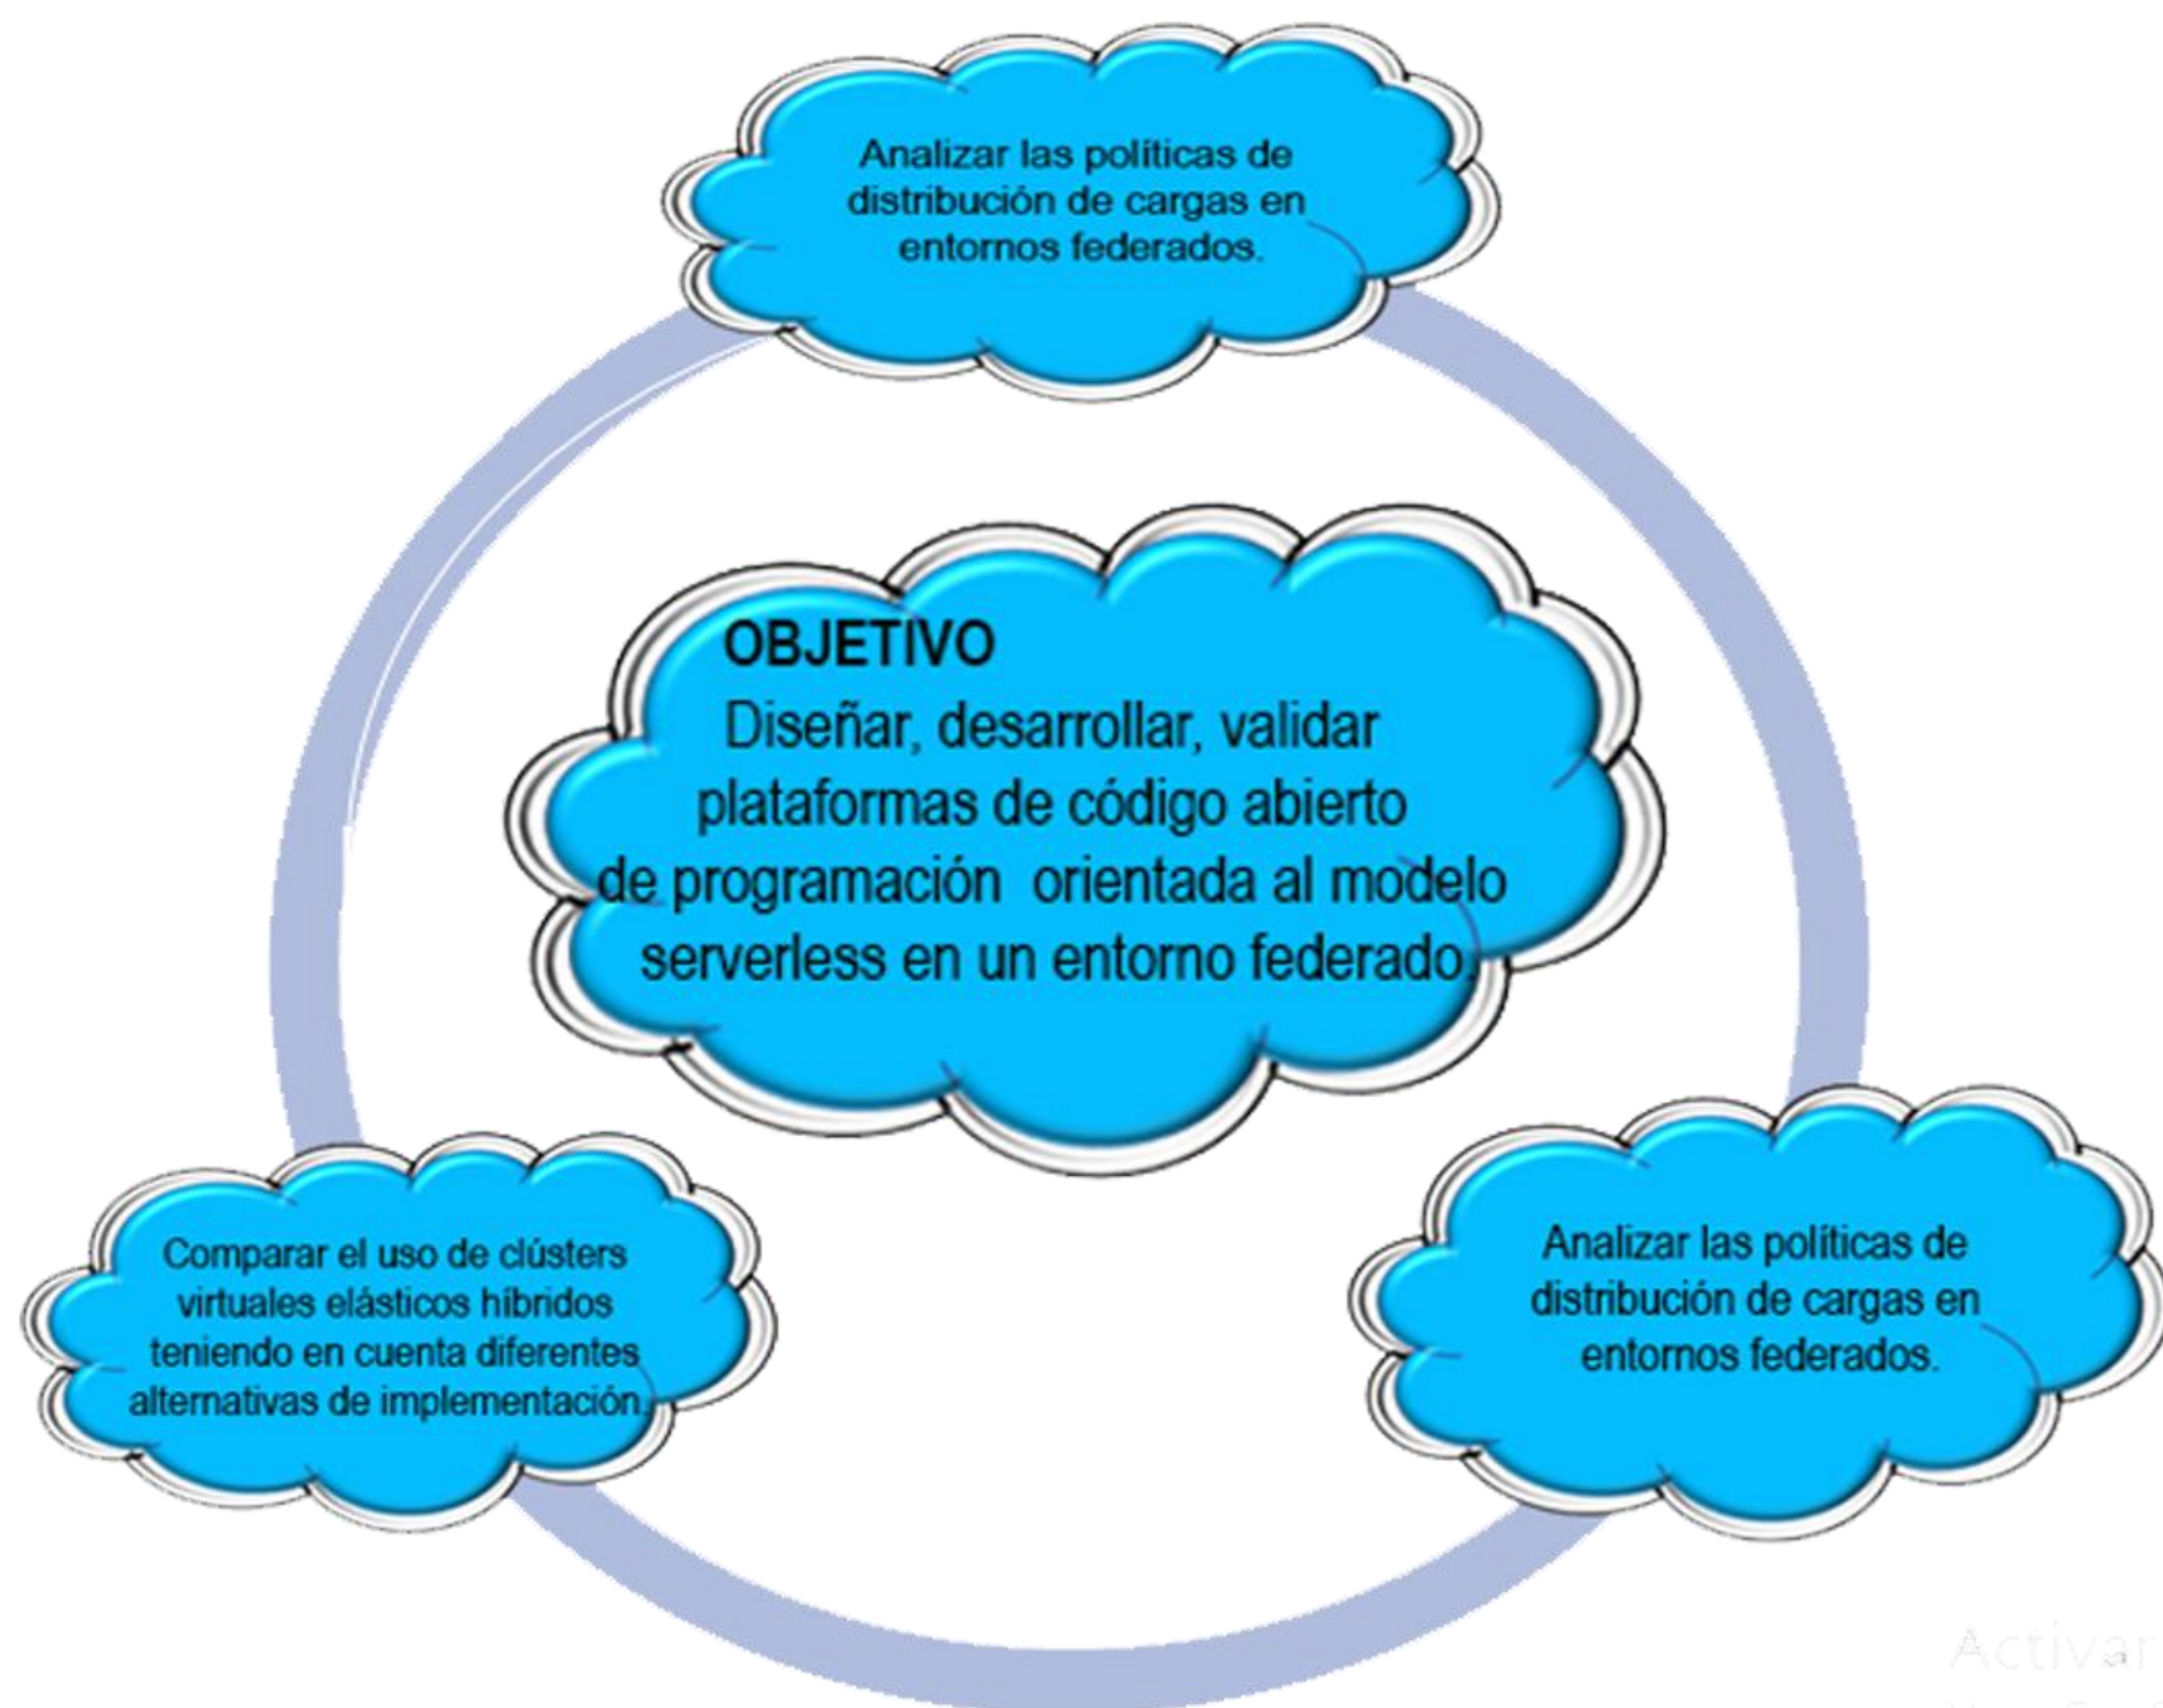 Analizar las políticas de
distribución de cargas en
entornos federados.
OBJETIVO
Diseñar, desarrollar, validar
plataformas de código abierto
de programación orientada al modelo
serverless en un entorno federado.
Comparar el uso de clústers
virtuales elásticos híbridos
teniendo en cuenta diferentes
alternativas de implementación.
Analizar las políticas de
distribución de cargas en
entornos federados.
Activar